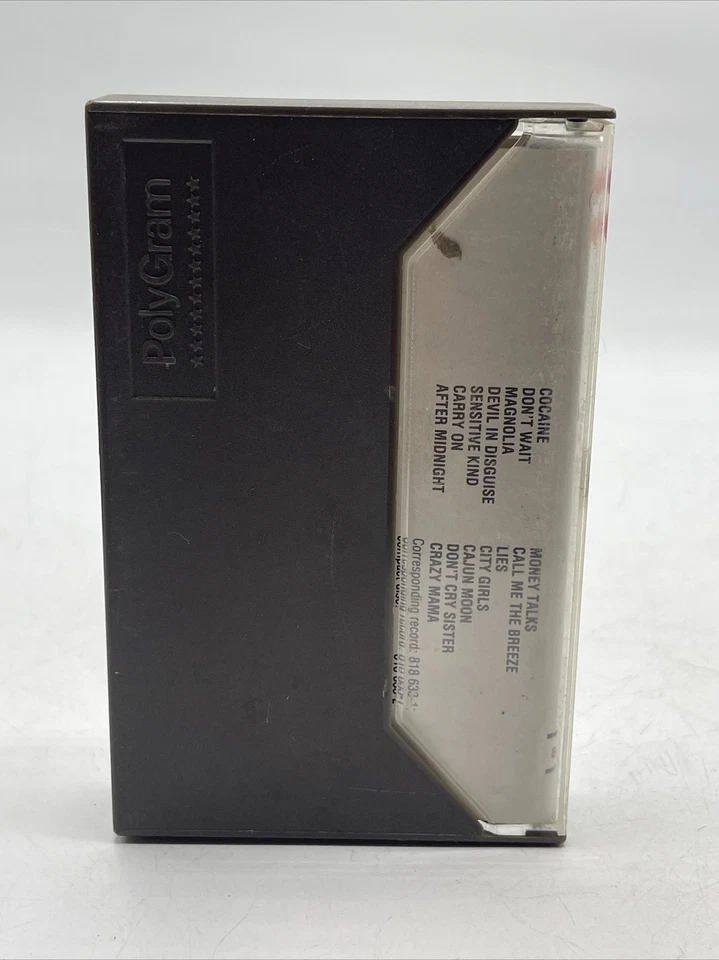 PolyGram
COCAINE
DON'T WAIT
MAGNOLIA
DEVIL IN DISGUISE
SENSITIVE KIND
CARRY ON
AFTER MIDNIGHT
MONEY TALKS
CALL ME THE BREEZE
LIES
CITY GIRLS
CAJUN MOON
DON'T CRY SISTER
CRAZY MAMA
Corresponding record: 818 633-1